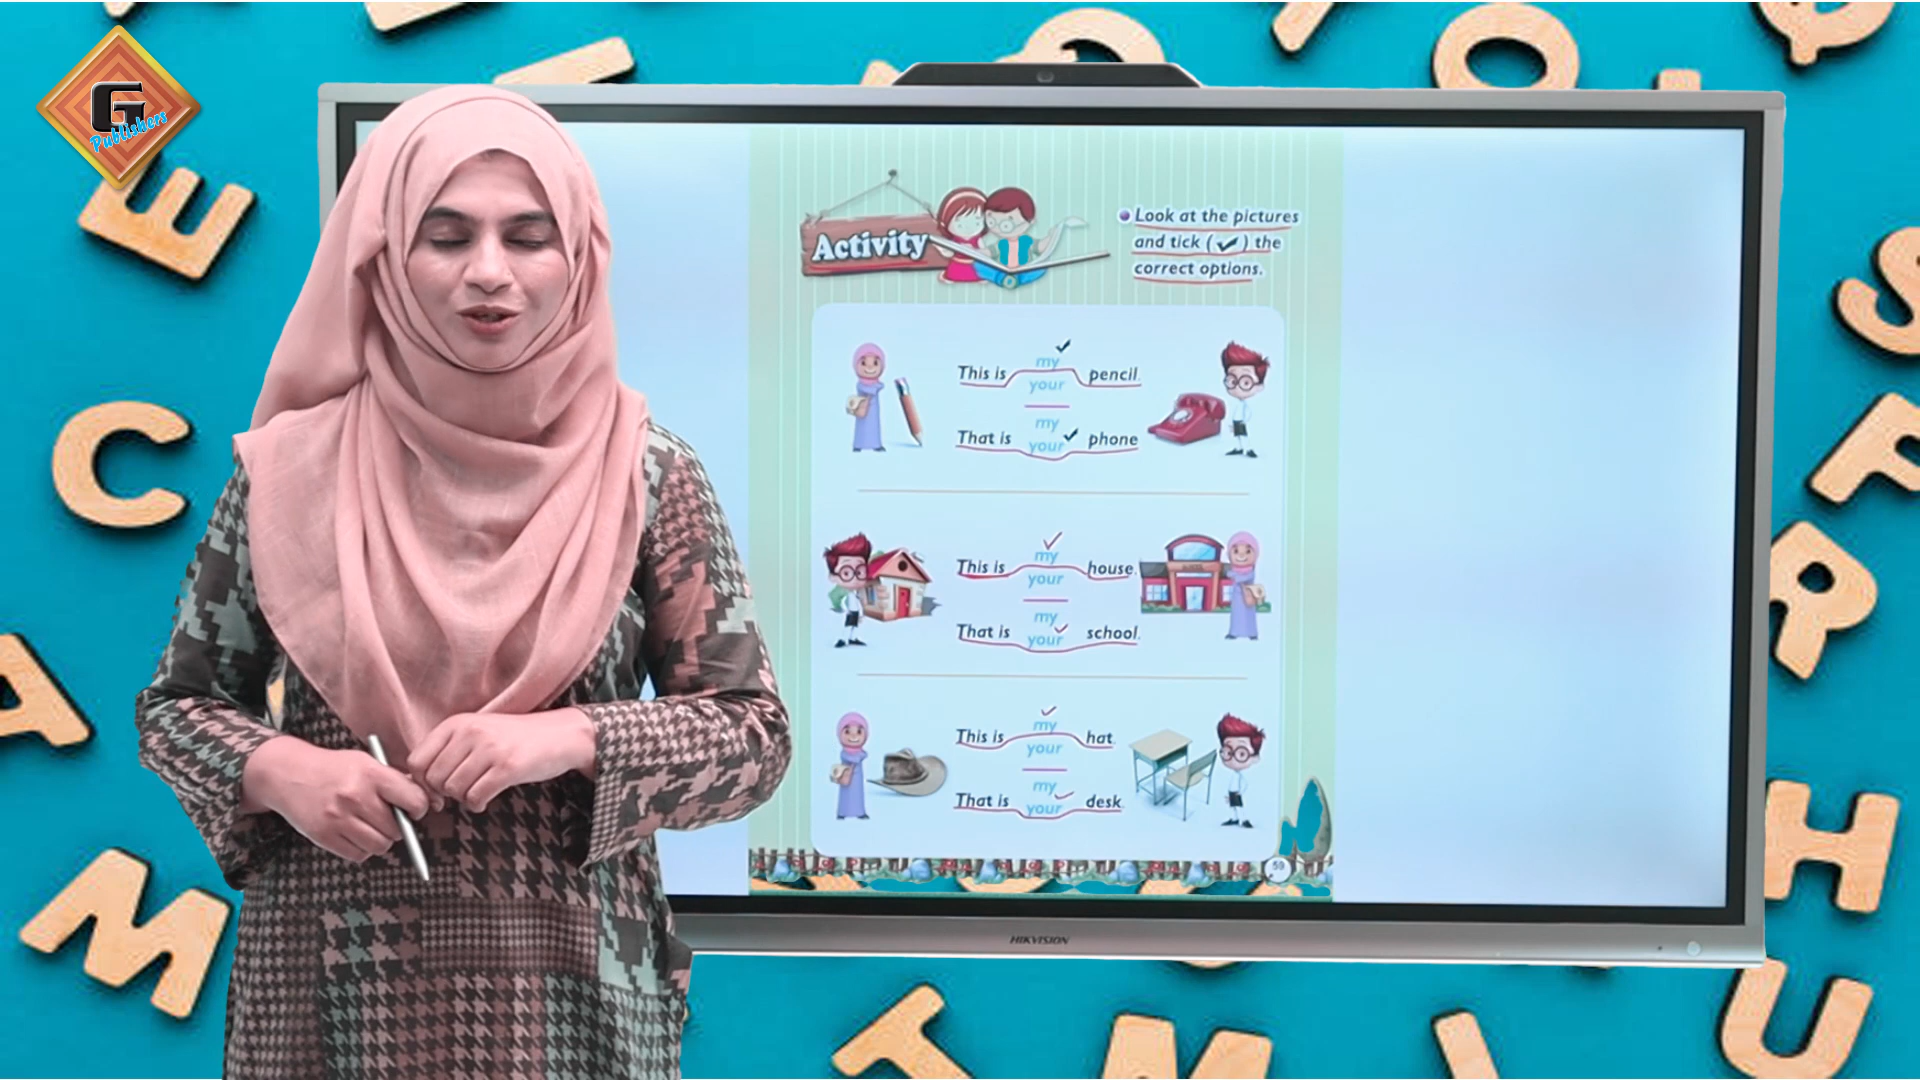 G
Publishers
Activity
Look at the pictures
and tick (✓) the
correct options.
my ✓
This is pencil.
your
my
That is phone
your ✓
my ✓
This is house.
your
my
That is school.
your ✓
my ✓
This is hat.
your
my
That is desk
your ✓
59
HIKVISION
E
C
A
M
S
P
R
H
U
T
M
I
O